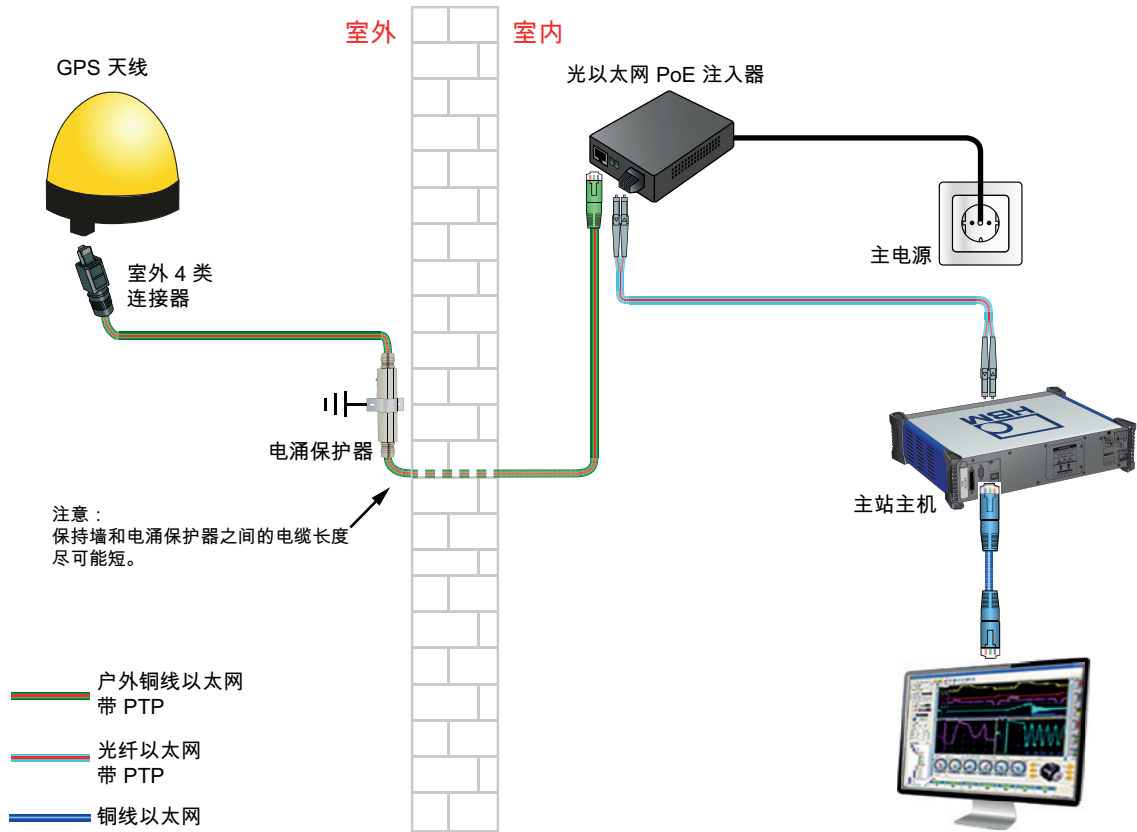 室外
室内
GPS 天线
光以太网 PoE 注入器
主电源
室外 4 类
连接器
电涌保护器
HBM
主站主机
注意：
保持墙和电涌保护器之间的电缆长度
尽可能短。
户外铜线以太网
带 PTP
光纤以太网
带 PTP
铜线以太网